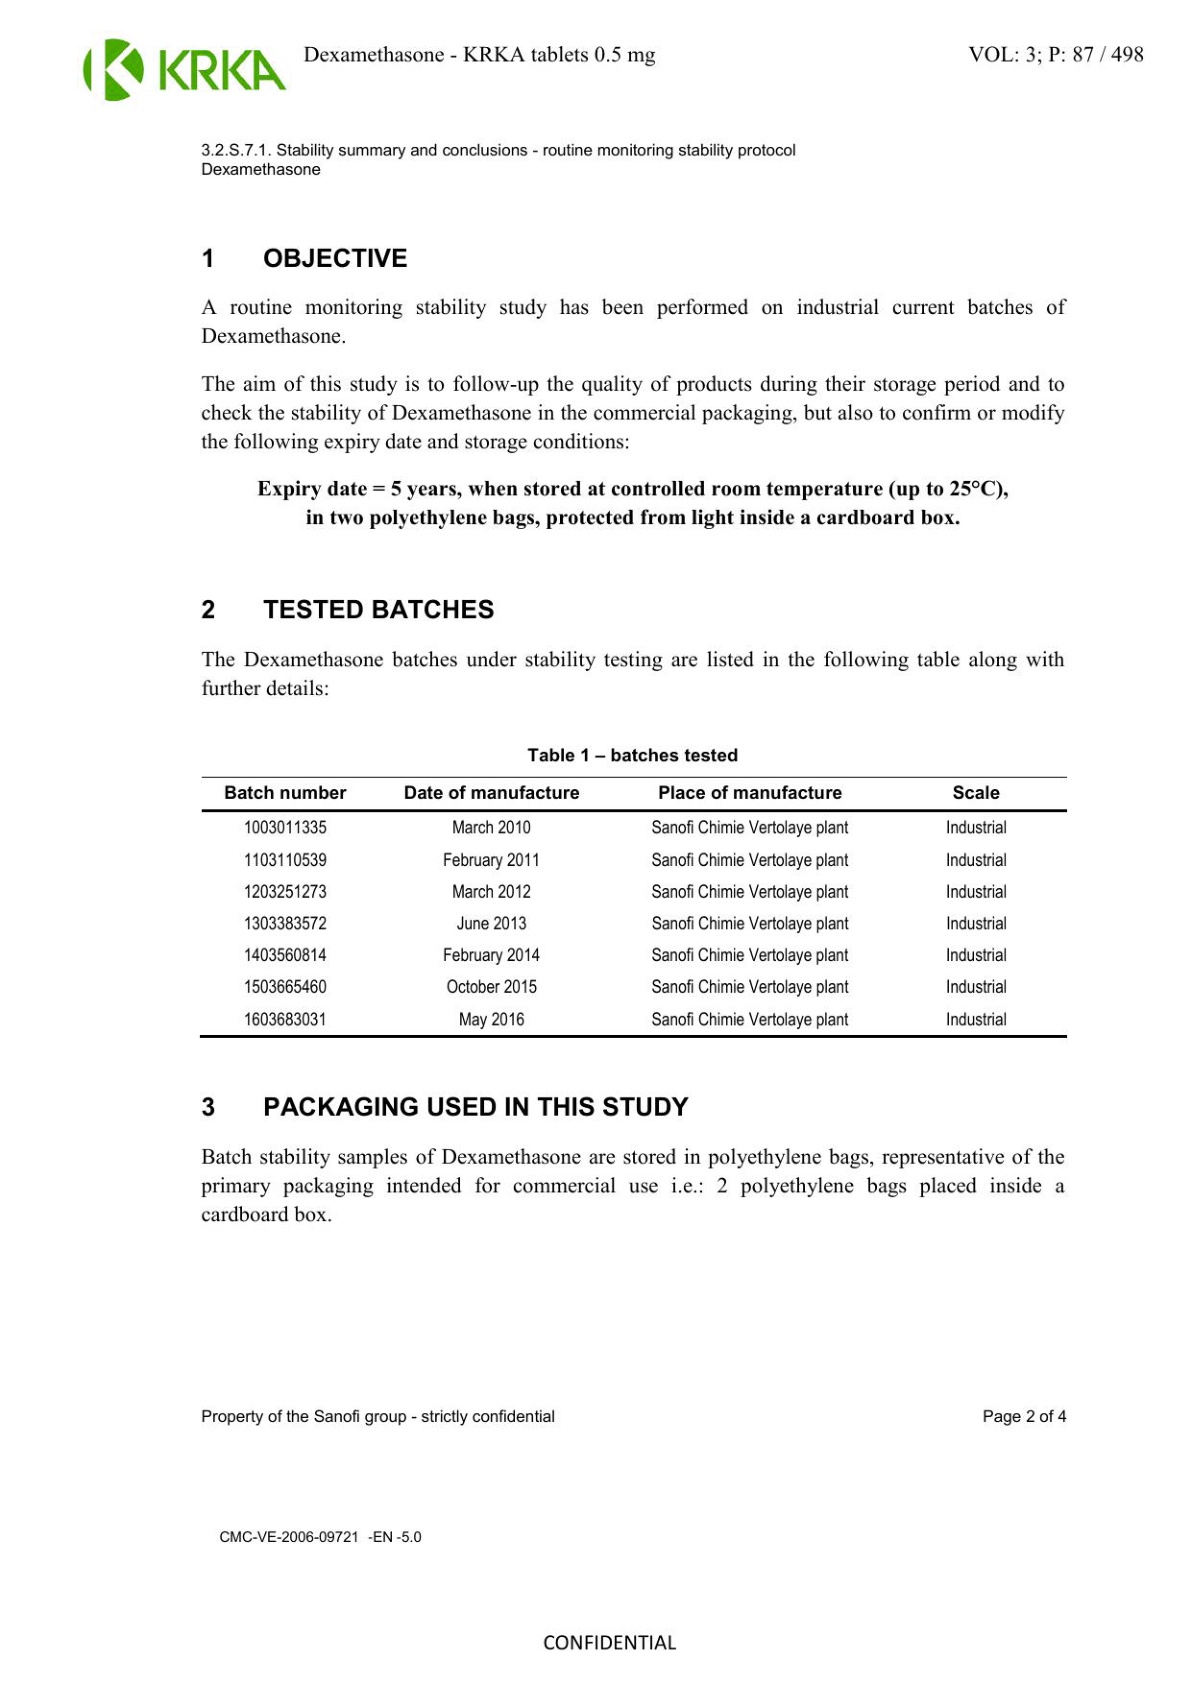 KRKA Dexamethasone - KRKA tablets 0.5 mg VOL: 3; P: 87 / 498
3.2.S.7.1. Stability summary and conclusions - routine monitoring stability protocol
Dexamethasone
1 OBJECTIVE
A routine monitoring stability study has been performed on industrial current batches of
Dexamethasone.
The aim of this study is to follow-up the quality of products during their storage period and to
check the stability of Dexamethasone in the commercial packaging, but also to confirm or modify
the following expiry date and storage conditions:
Expiry date = 5 years, when stored at controlled room temperature (up to 25°C),
in two polyethylene bags, protected from light inside a cardboard box.
2 TESTED BATCHES
The Dexamethasone batches under stability testing are listed in the following table along with
further details:
Table 1 – batches tested
Batch number Date of manufacture Place of manufacture Scale
1003011335 March 2010 Sanofi Chimie Vertolaye plant Industrial
1103110539 February 2011 Sanofi Chimie Vertolaye plant Industrial
1203251273 March 2012 Sanofi Chimie Vertolaye plant Industrial
1303383572 June 2013 Sanofi Chimie Vertolaye plant Industrial
1403560814 February 2014 Sanofi Chimie Vertolaye plant Industrial
1503665460 October 2015 Sanofi Chimie Vertolaye plant Industrial
1603683031 May 2016 Sanofi Chimie Vertolaye plant Industrial
3 PACKAGING USED IN THIS STUDY
Batch stability samples of Dexamethasone are stored in polyethylene bags, representative of the
primary packaging intended for commercial use i.e.: 2 polyethylene bags placed inside a
cardboard box.
Property of the Sanofi group - strictly confidential Page 2 of 4
CMC-VE-2006-09721 -EN -5.0
CONFIDENTIAL